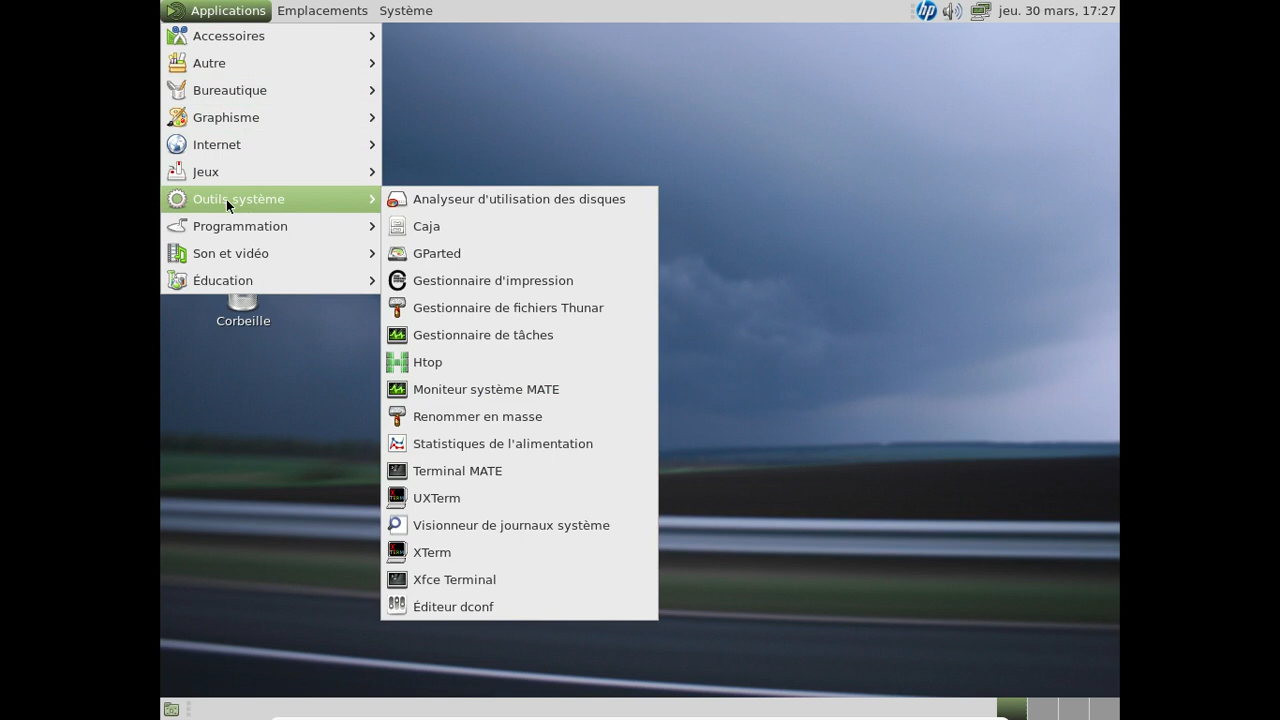 Applications Emplacements Système hp jeu. 30 mars, 17:27
Accessoires
Autre
Bureautique
Graphisme
Internet
Jeux
Outils système
Programmation
Son et vidéo
Éducation
Corbeille
Analyseur d'utilisation des disques
Caja
GParted
Gestionnaire d'impression
Gestionnaire de fichiers Thunar
Gestionnaire de tâches
Htop
Moniteur système MATE
Renommer en masse
Statistiques de l'alimentation
Terminal MATE
UXTerm
Visionneur de journaux système
XTerm
Xfce Terminal
Éditeur dconf